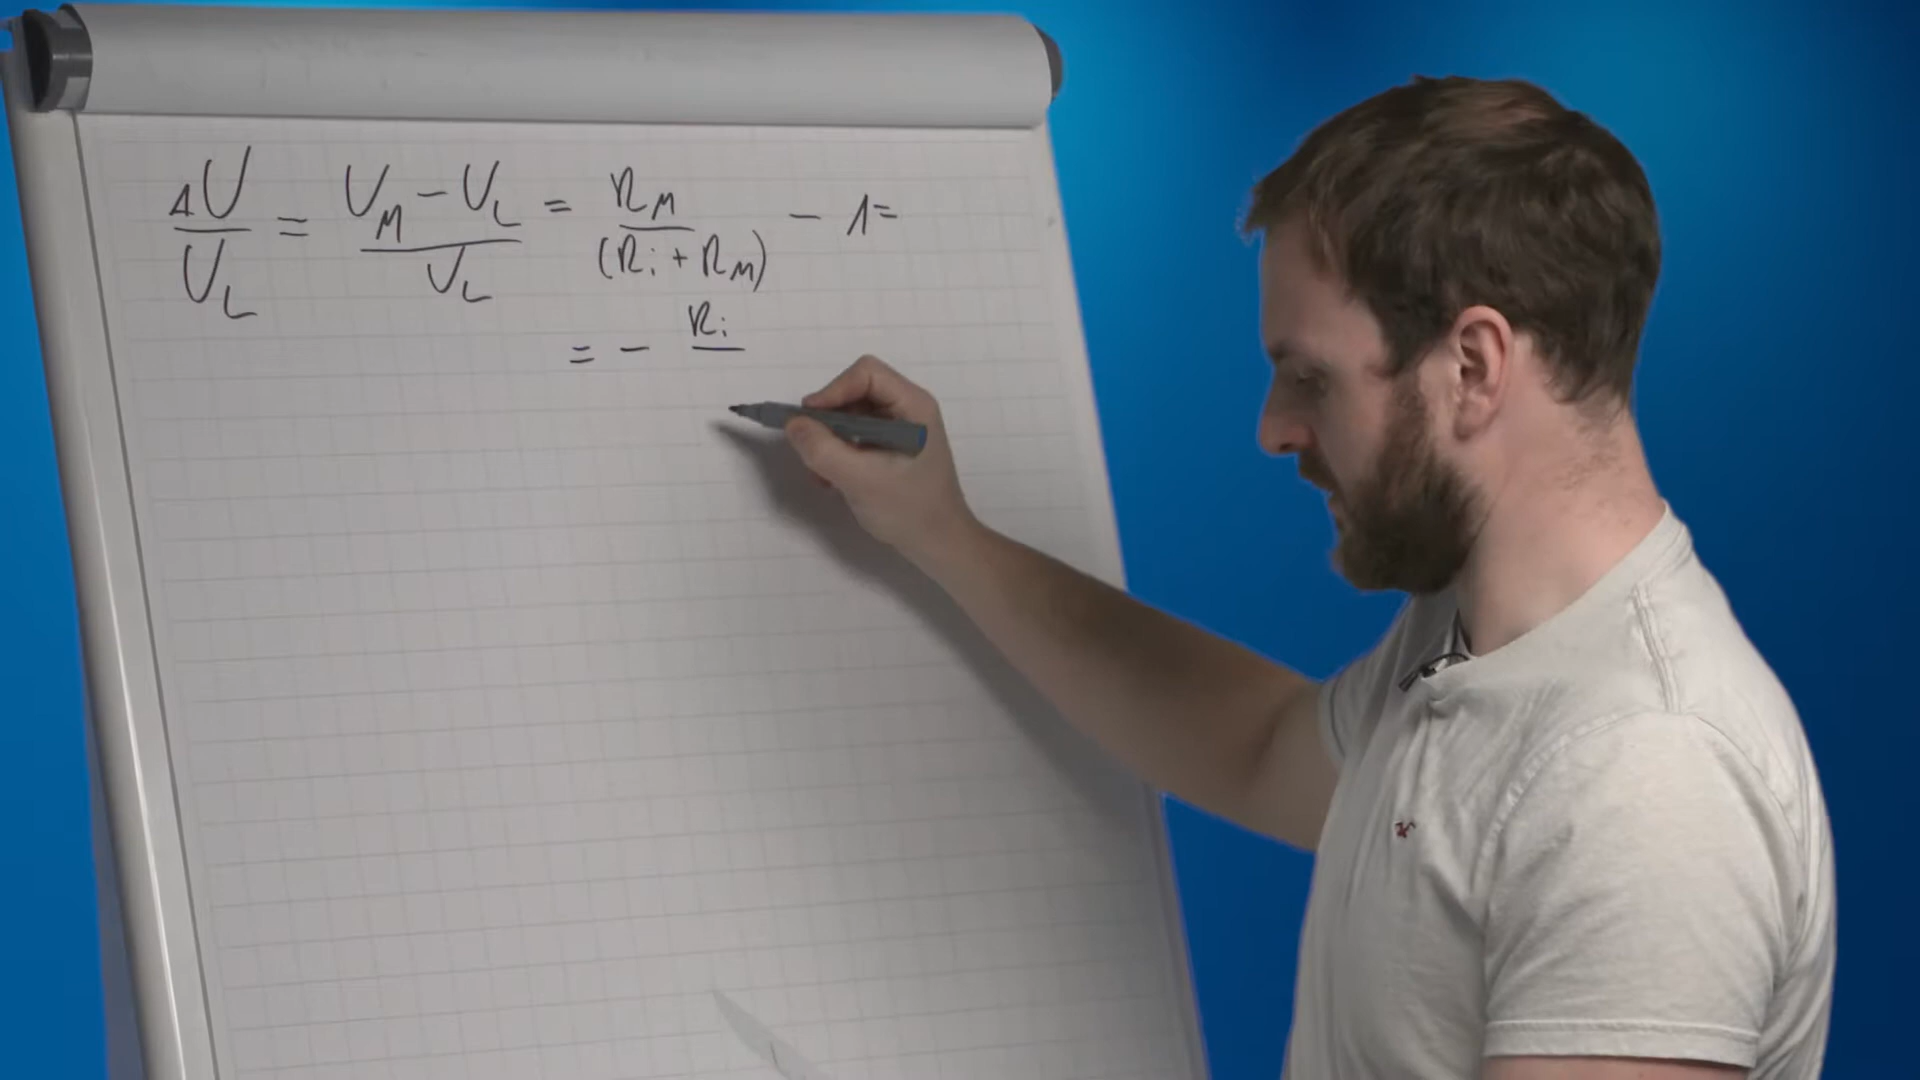 ΔU/U_L = (U_M - U_L)/U_L = R_M/(R_i + R_M) - 1 =
= - R_i/